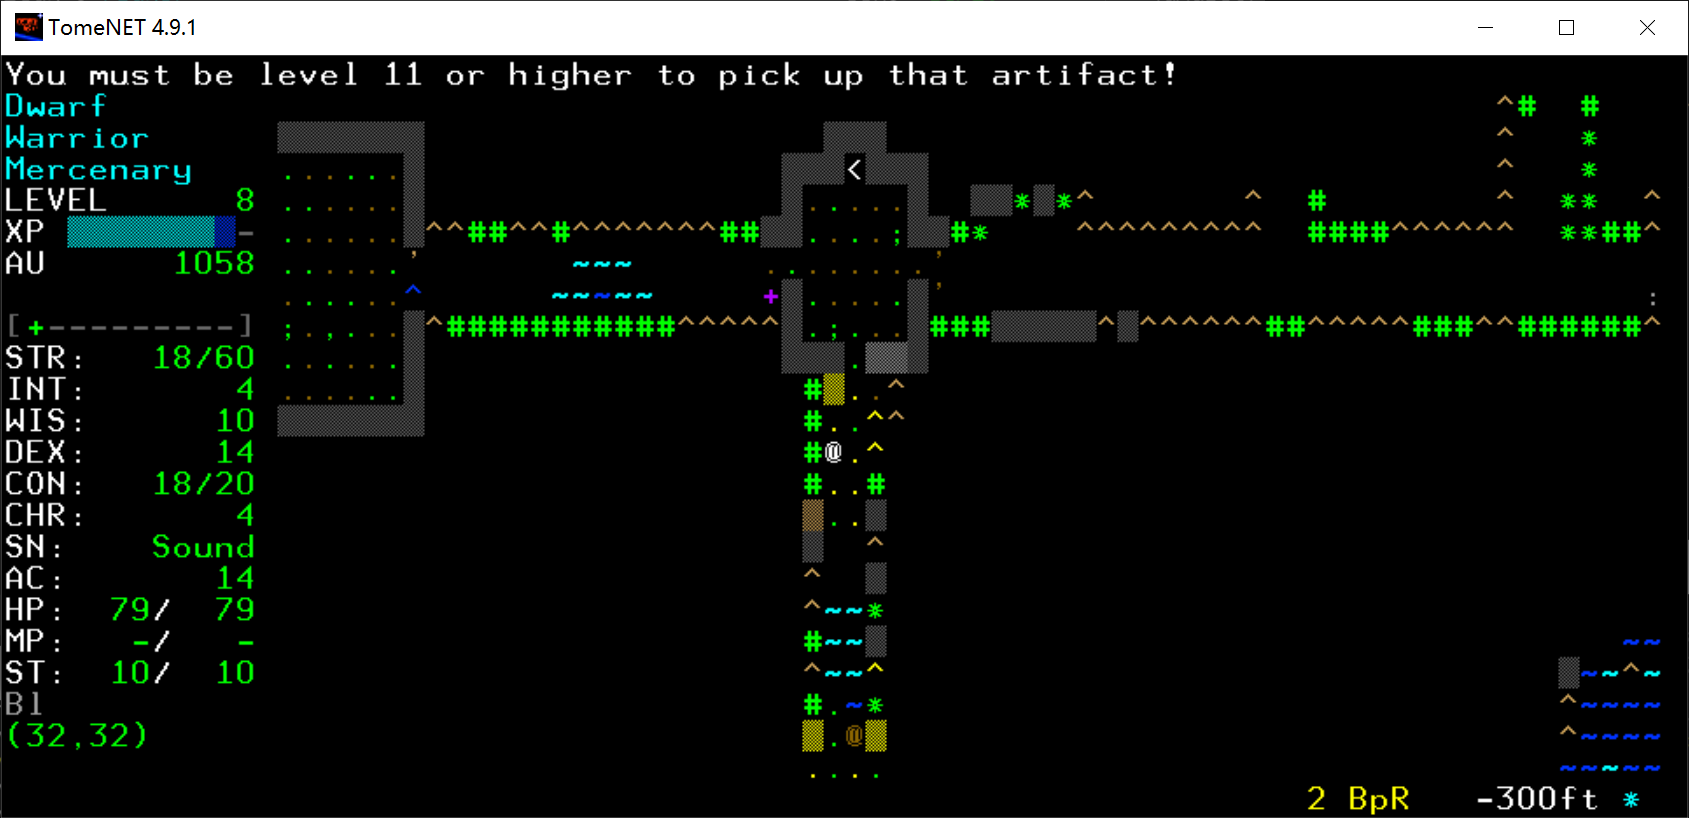 TomeNET 4.9.1
You must be level 11 or higher to pick up that artifact!
Dwarf
Warrior
Mercenary
LEVEL 8
XP -
AU 1058
[+----------]
STR: 18/60
INT: 4
WIS: 10
DEX: 14
CON: 18/20
CHR: 4
SN: Sound
AC: 14
HP: 79/ 79
MP: -/ -
ST: 10/ 10
Bl
(32,32)
2 BpR -300ft *